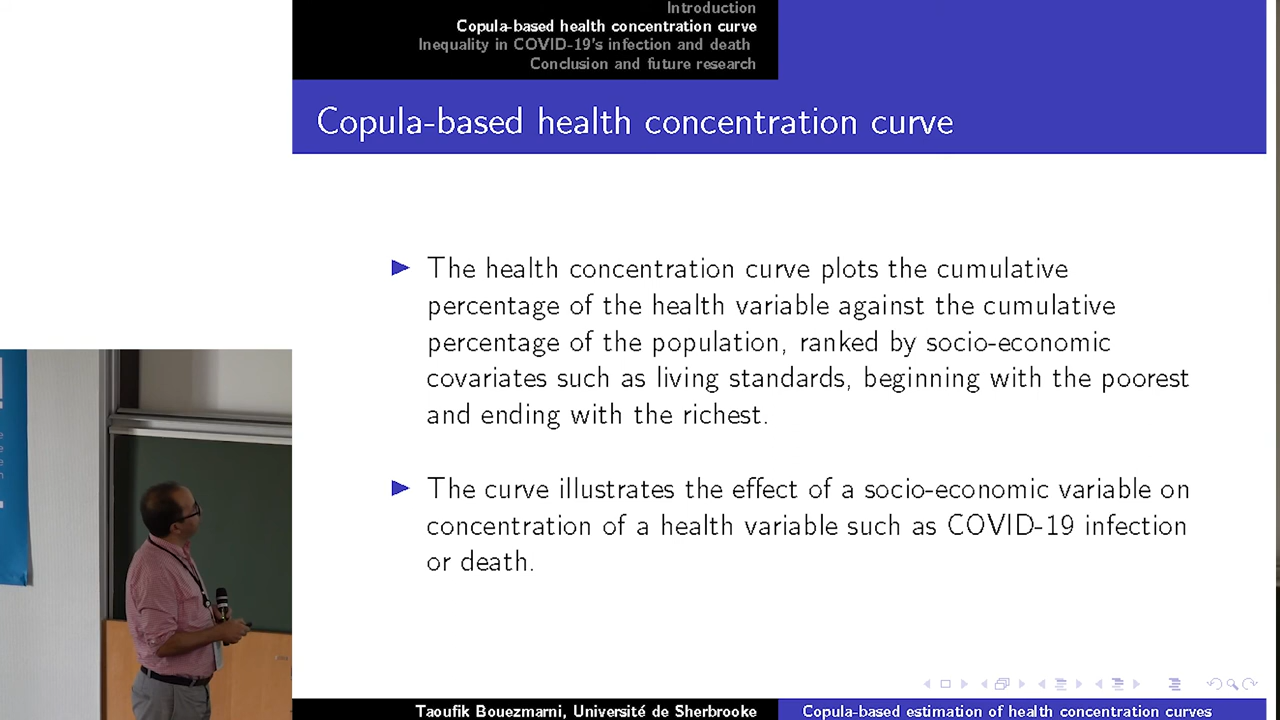 Introduction
Copula-based health concentration curve
Inequality in COVID-19's infection and death
Conclusion and future research
Copula-based health concentration curve
The health concentration curve plots the cumulative
percentage of the health variable against the cumulative
percentage of the population, ranked by socio-economic
covariates such as living standards, beginning with the poorest
and ending with the richest.
The curve illustrates the effect of a socio-economic variable on
concentration of a health variable such as COVID-19 infection
or death.
Taoufik Bouezmarni, Université de Sherbrooke
Copula-based estimation of health concentration curves